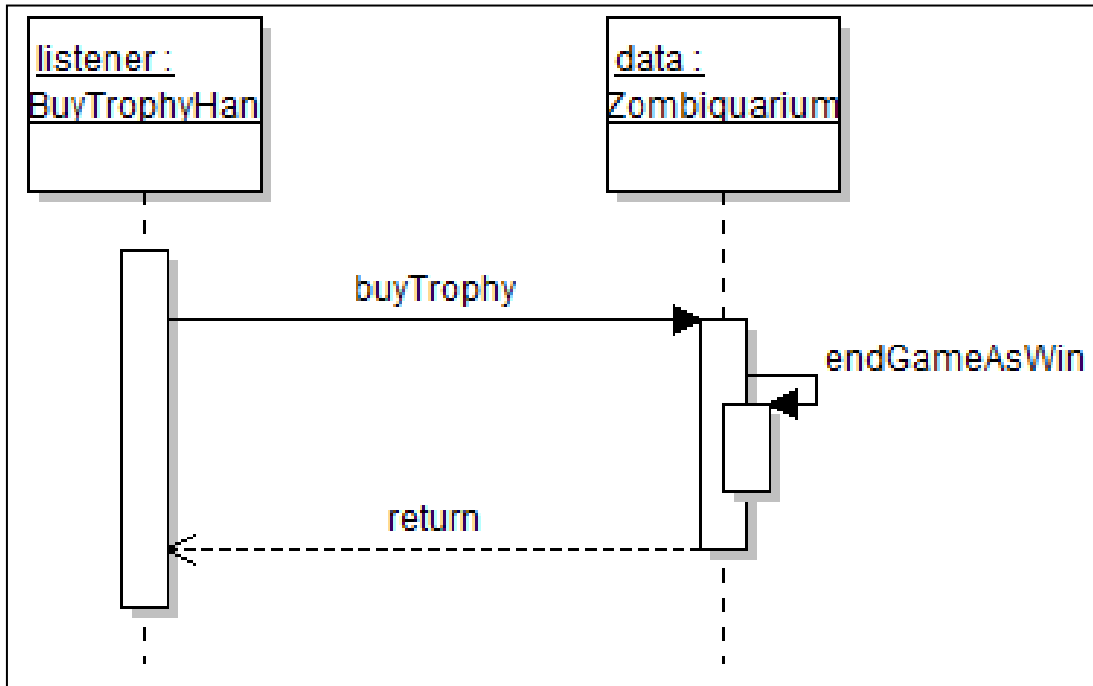 listener :
BuyTrophyHan
data :
Zombiquarium
buyTrophy
endGameAsWin
return